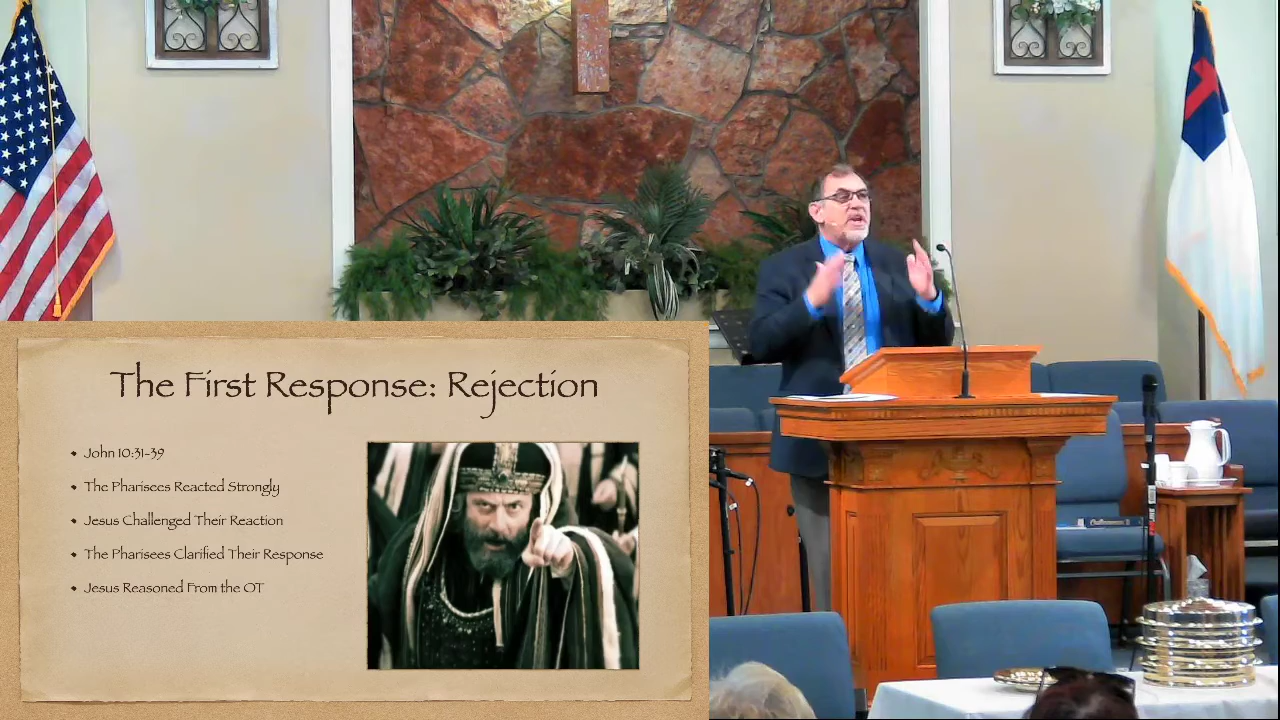 The First Response: Rejection
John 10:31-39
The Pharisees Reacted Strongly
Jesus Challenged Their Reaction
The Pharisees Clarified Their Response
Jesus Reasoned From the OT